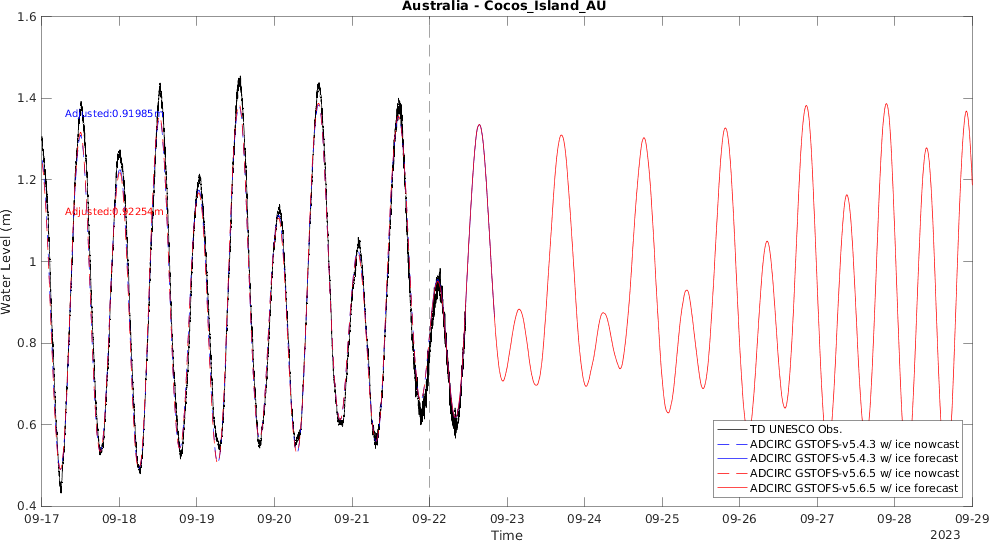 Australia - Cocos_Island_AU
1.6
1.4
1.2
1
0.8
0.6
0.4
Water Level (m)
Adjusted:0.91985m
Adjusted:0.92254m
TD UNESCO Obs.
ADCIRC GSTOFS-v5.4.3 w/ ice nowcast
ADCIRC GSTOFS-v5.4.3 w/ ice forecast
ADCIRC GSTOFS-v5.6.5 w/ ice nowcast
ADCIRC GSTOFS-v5.6.5 w/ ice forecast
09-17 09-18 09-19 09-20 09-21 09-22 09-23 09-24 09-25 09-26 09-27 09-28 09-29
Time
2023